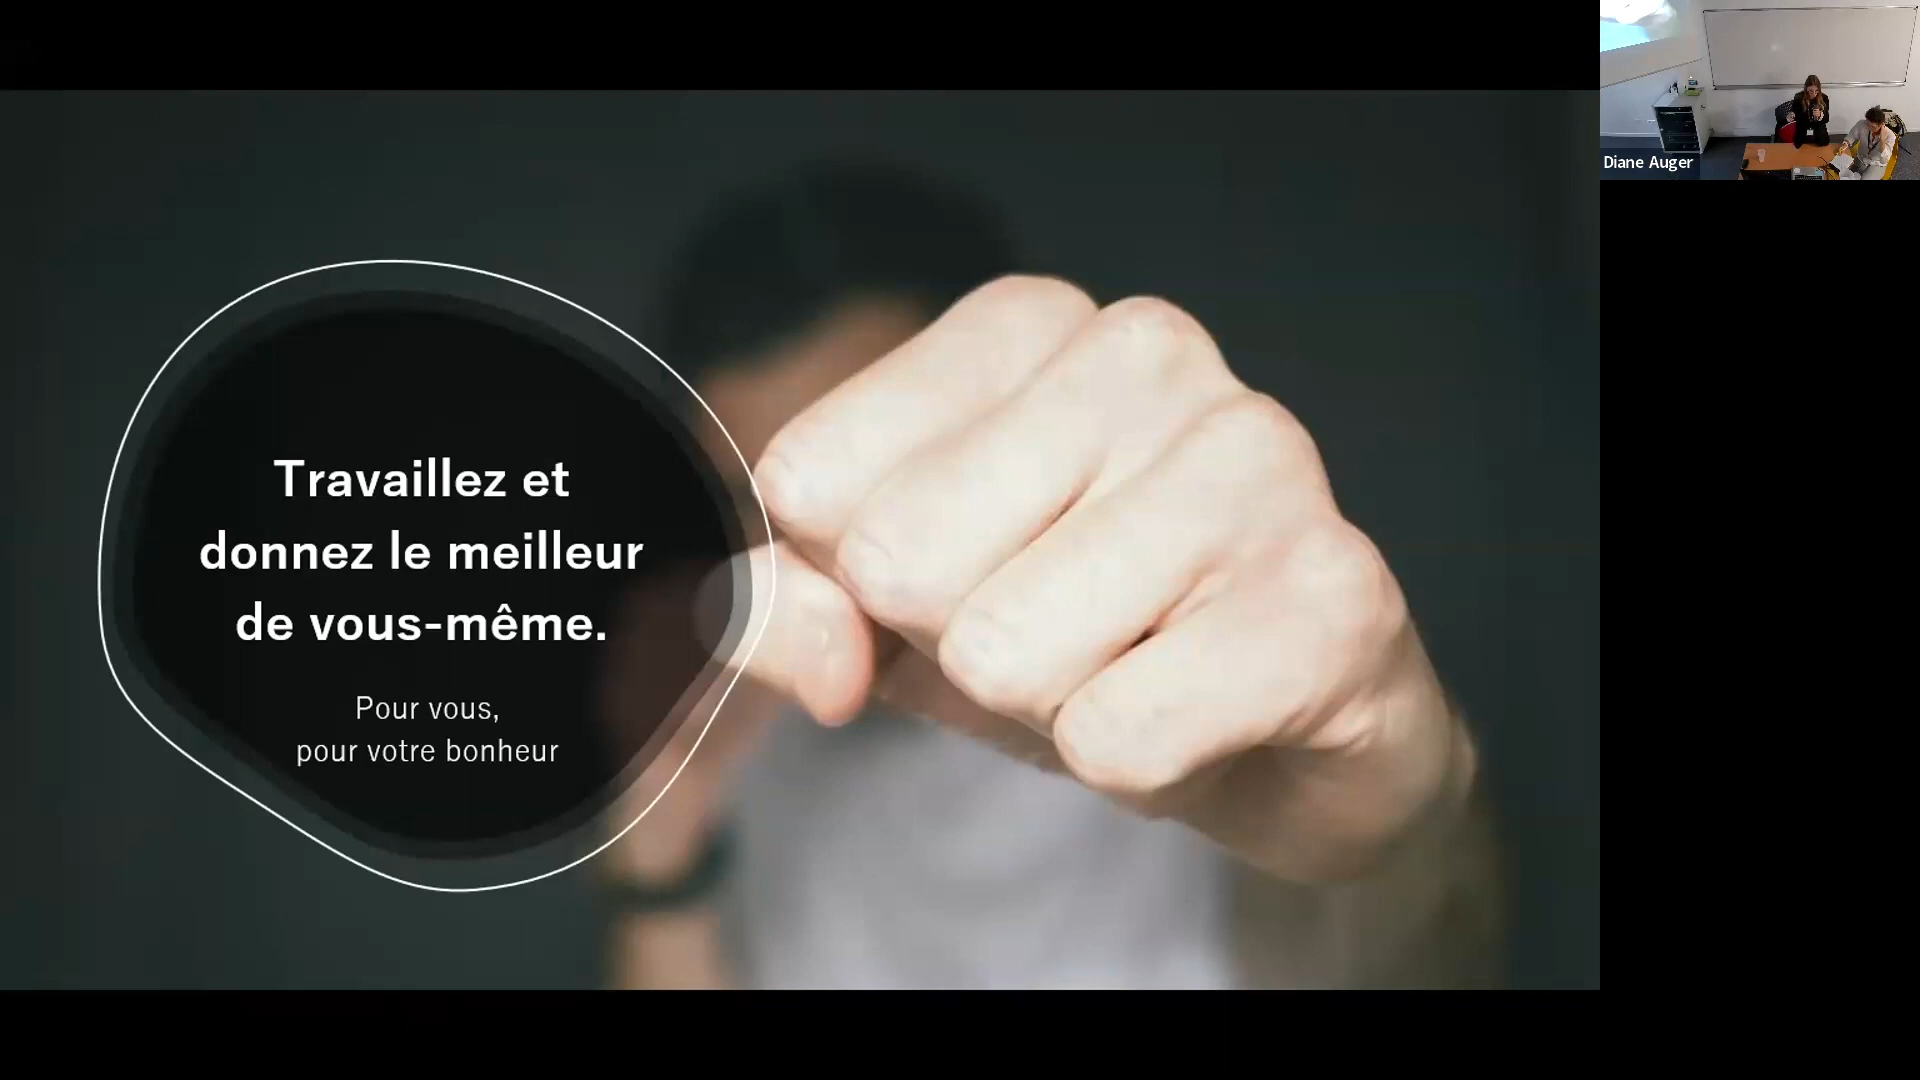 Travaillez et
donnez le meilleur
de vous-même.
Pour vous,
pour votre bonheur
Diane Auger